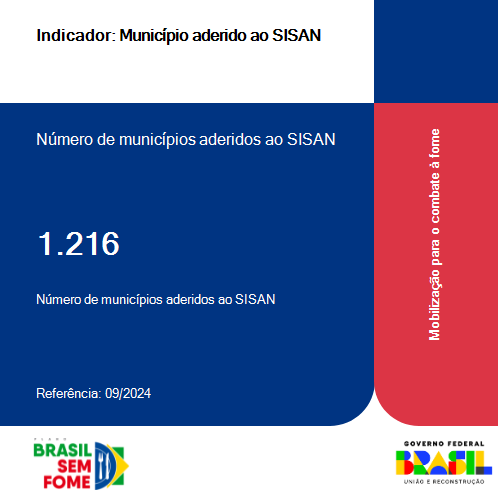 Indicador: Município aderido ao SISAN
Número de municípios aderidos ao SISAN
1.216
Número de municípios aderidos ao SISAN
Referência: 09/2024
Mobilização para o combate à fome
PLANO
BRASIL
SEM
FOME
GOVERNO FEDERAL
BRASIL
UNIÃO E RECONSTRUÇÃO